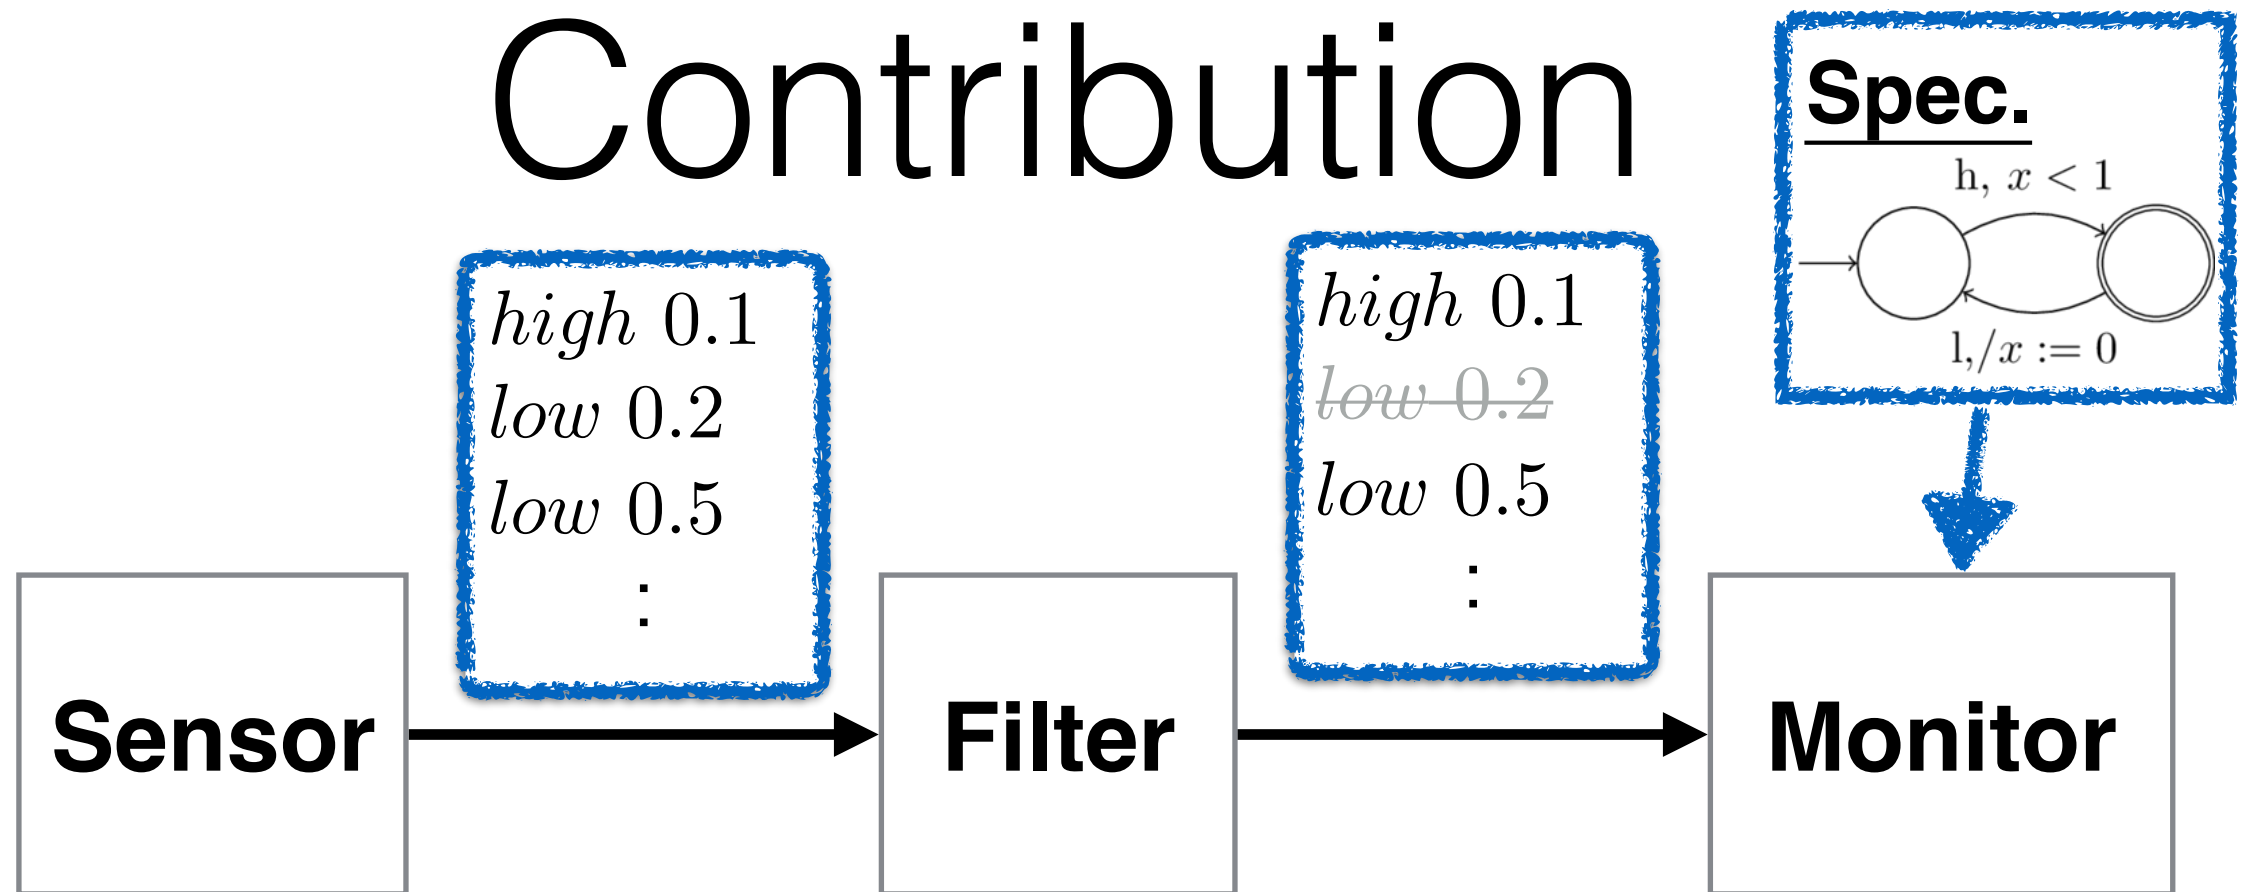 Contribution
Spec.
h, x < 1
l,/x := 0
high 0.1
low 0.2
low 0.5
:
high 0.1
low 0.2
low 0.5
:
Sensor
Filter
Monitor